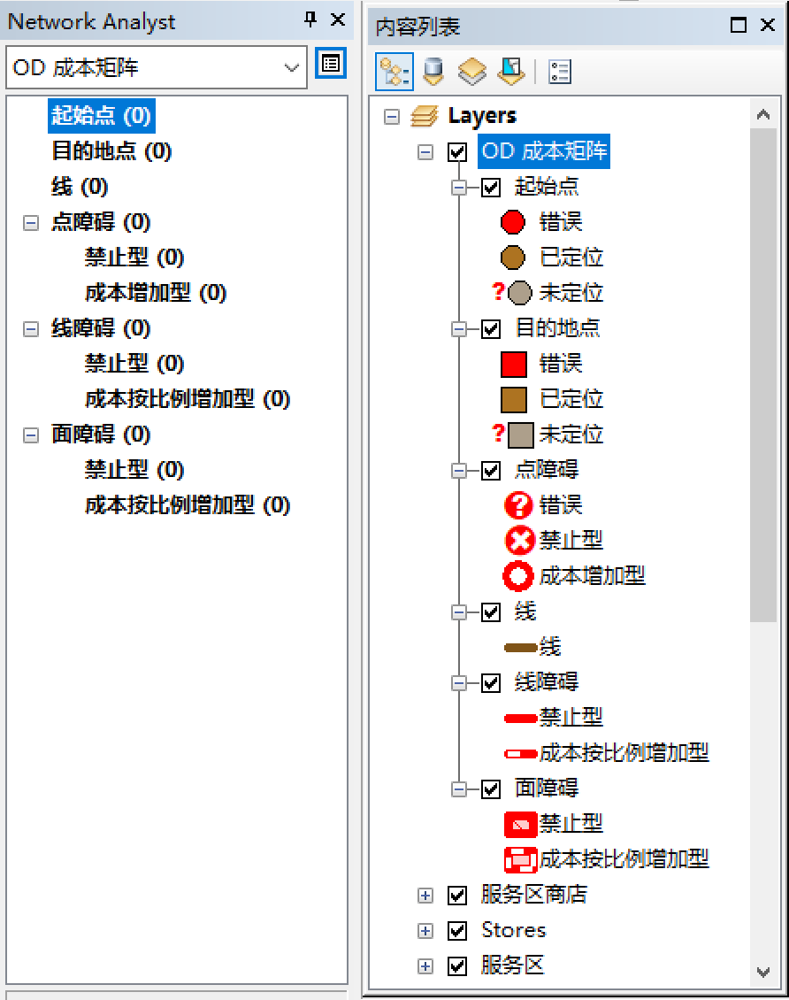 Network Analyst
OD 成本矩阵
起始点 (0)
目的地点 (0)
线 (0)
点障碍 (0)
禁止型 (0)
成本增加型 (0)
线障碍 (0)
禁止型 (0)
成本按比例增加型 (0)
面障碍 (0)
禁止型 (0)
成本按比例增加型 (0)
内容列表
Layers
OD 成本矩阵
起始点
错误
已定位
? 未定位
目的地点
错误
已定位
? 未定位
点障碍
? 错误
禁止型
成本增加型
线
线
线障碍
禁止型
成本按比例增加型
面障碍
禁止型
成本按比例增加型
服务区商店
Stores
服务区